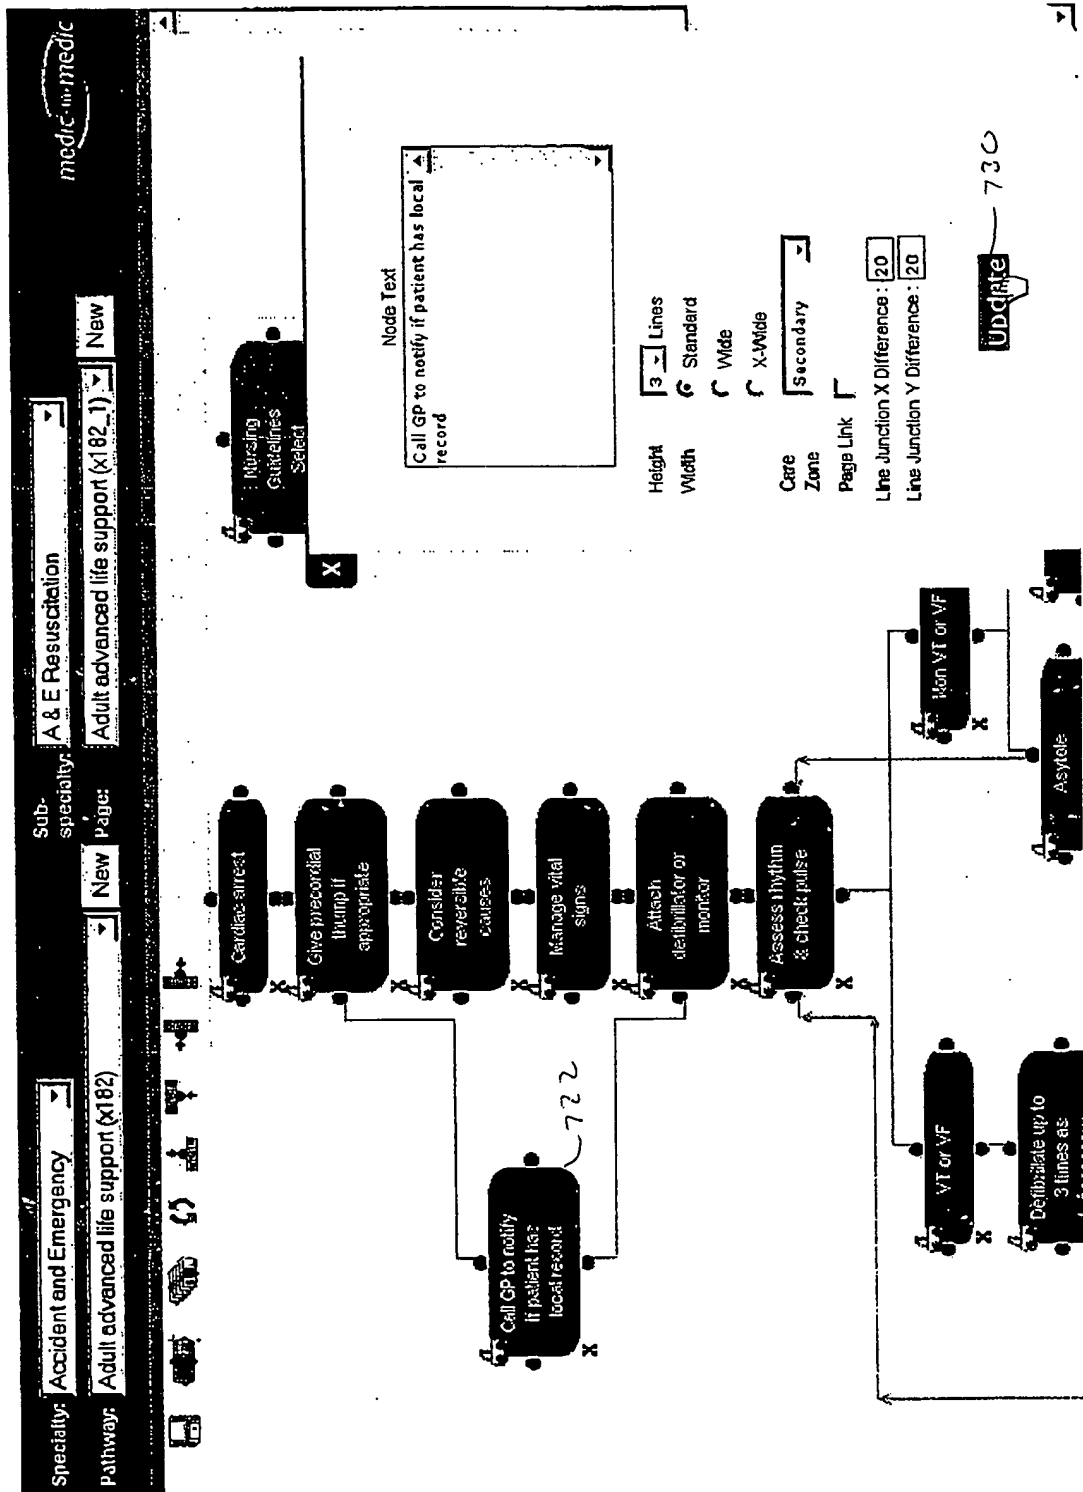 medic-to-medic
Specialty: Accident and Emergency
Sub-
specialty: A & E Resuscitation
Pathway: Adult advanced life support (x182) New
Page: Adult advanced life support (x182_1) New
Cardiac arrest
Give precordial
thump if
appropriate
Consider
reversible
causes
Manage vital
signs
Attach
defibrillator or
monitor
Assess rhythm
& check pulse
Call GP to notify
if patient has
local record
722
VT or VF
Defibrillate up to
3 times as
Non VT or VF
Asytole
Nursing
Guidelines
Select
X
Node Text
Call GP to notify if patient has local
record
Height 3 Lines
Width Standard
Wide
X-Wide
Care
Zone Secondary
Page Link
Line Junction X Difference : 20
Line Junction Y Difference : 20
Update
730